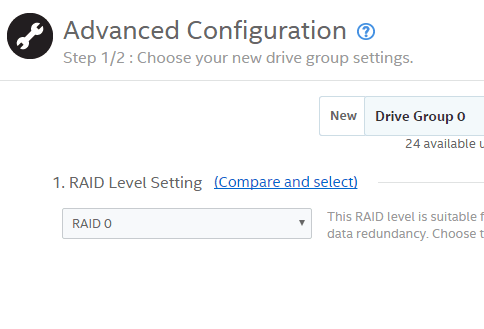 Advanced Configuration ?
Step 1/2 : Choose your new drive group settings.
New Drive Group 0
24 available
1. RAID Level Setting (Compare and select)
RAID 0
This RAID level is suitable
data redundancy. Choose